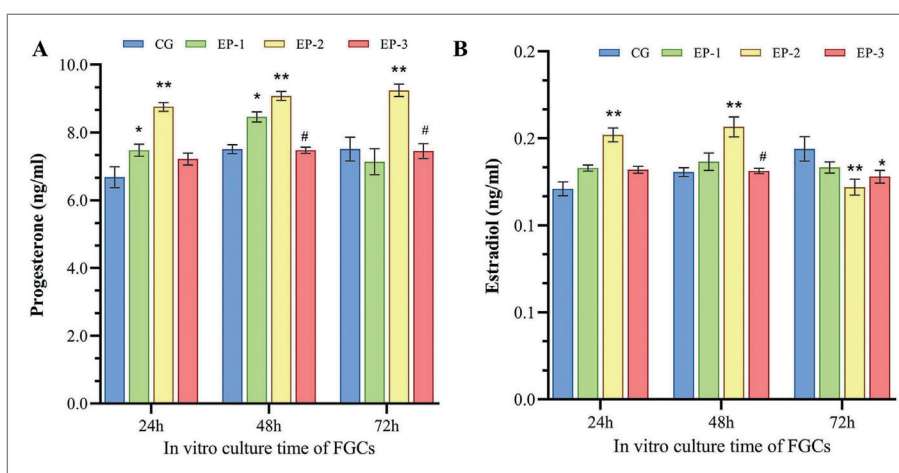 A
CG EP-1 EP-2 EP-3
Progesterone (ng/ml)
10.0
8.0
6.0
4.0
2.0
0.0
* **
* ** #
** #
24h 48h 72h
In vitro culture time of FGCs
B
CG EP-1 EP-2 EP-3
Estradiol (ng/ml)
0.2
0.2
0.1
0.1
0.0
**
** #
** *
24h 48h 72h
In vitro culture time of FGCs